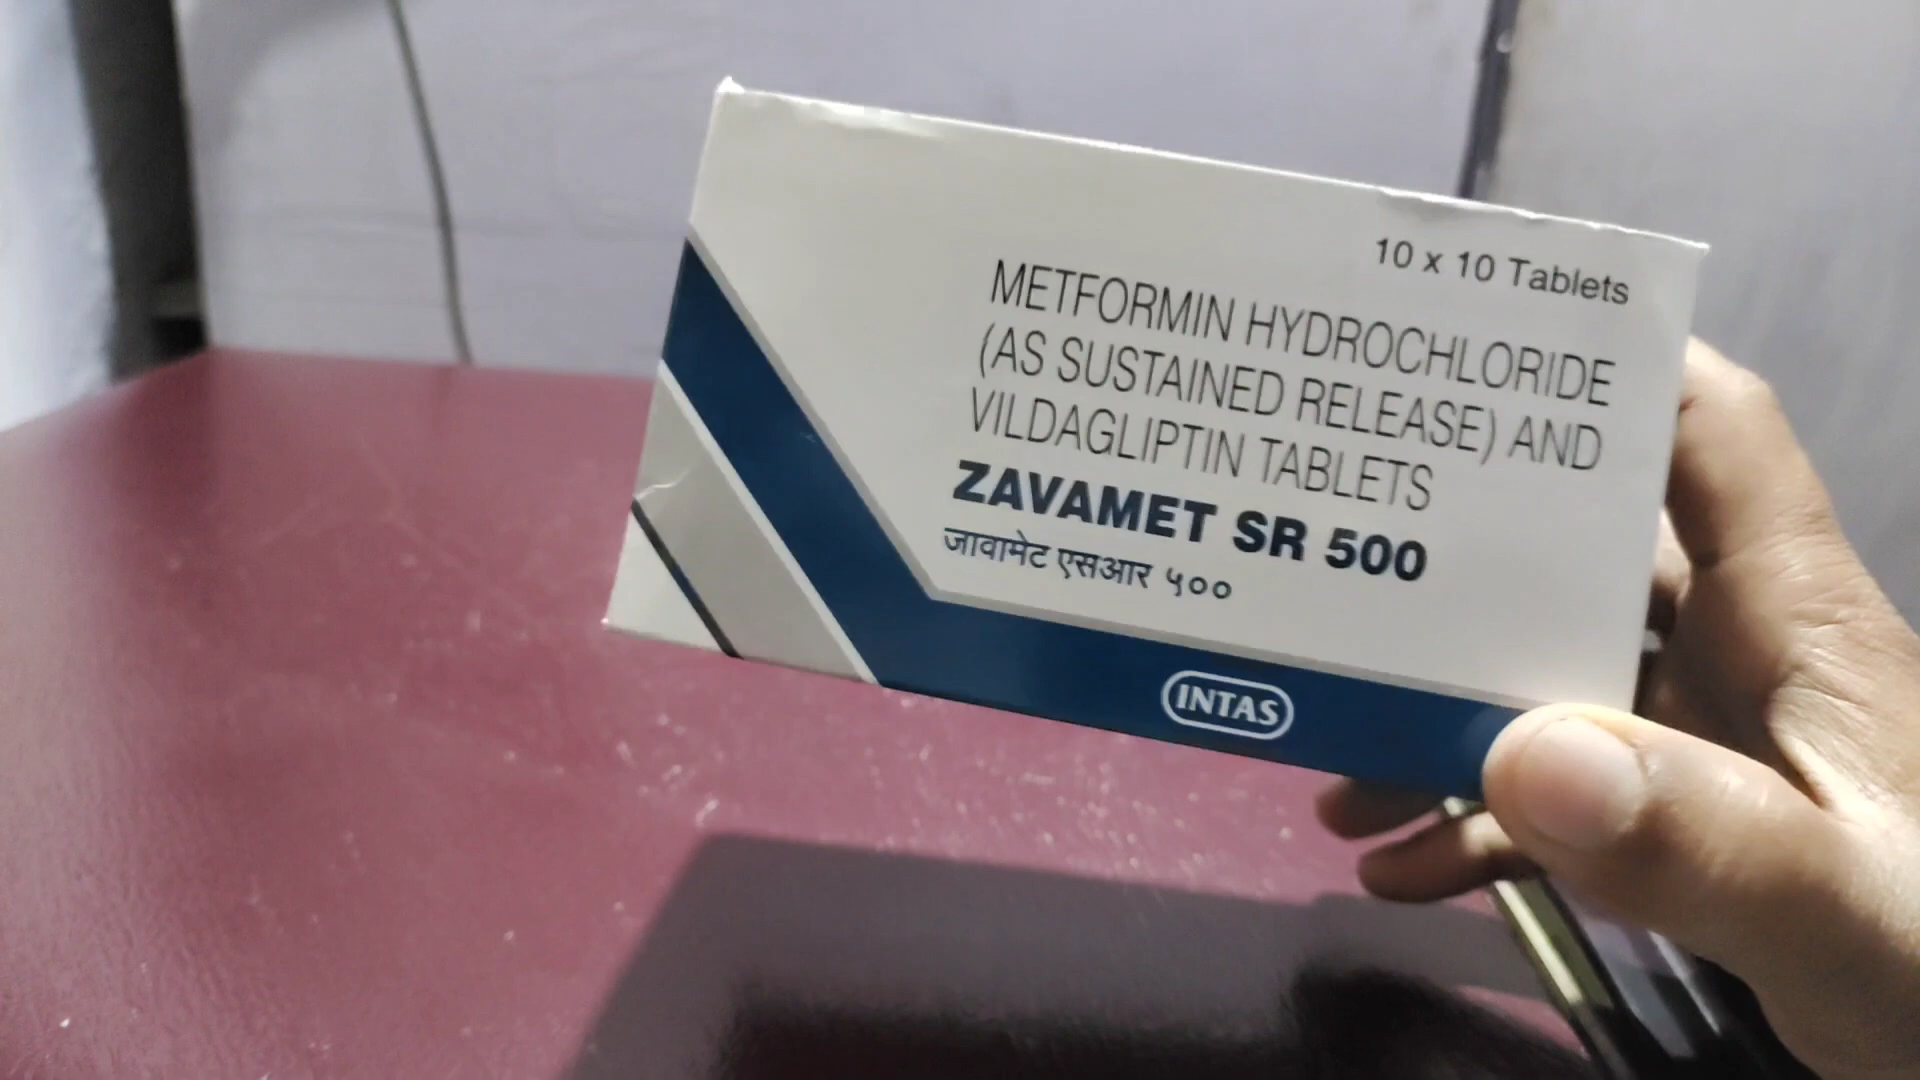 10 x 10 Tablets
METFORMIN HYDROCHLORIDE
(AS SUSTAINED RELEASE) AND
VILDAGLIPTIN TABLETS
ZAVAMET SR 500
जावामेट एसआर ५००
INTAS